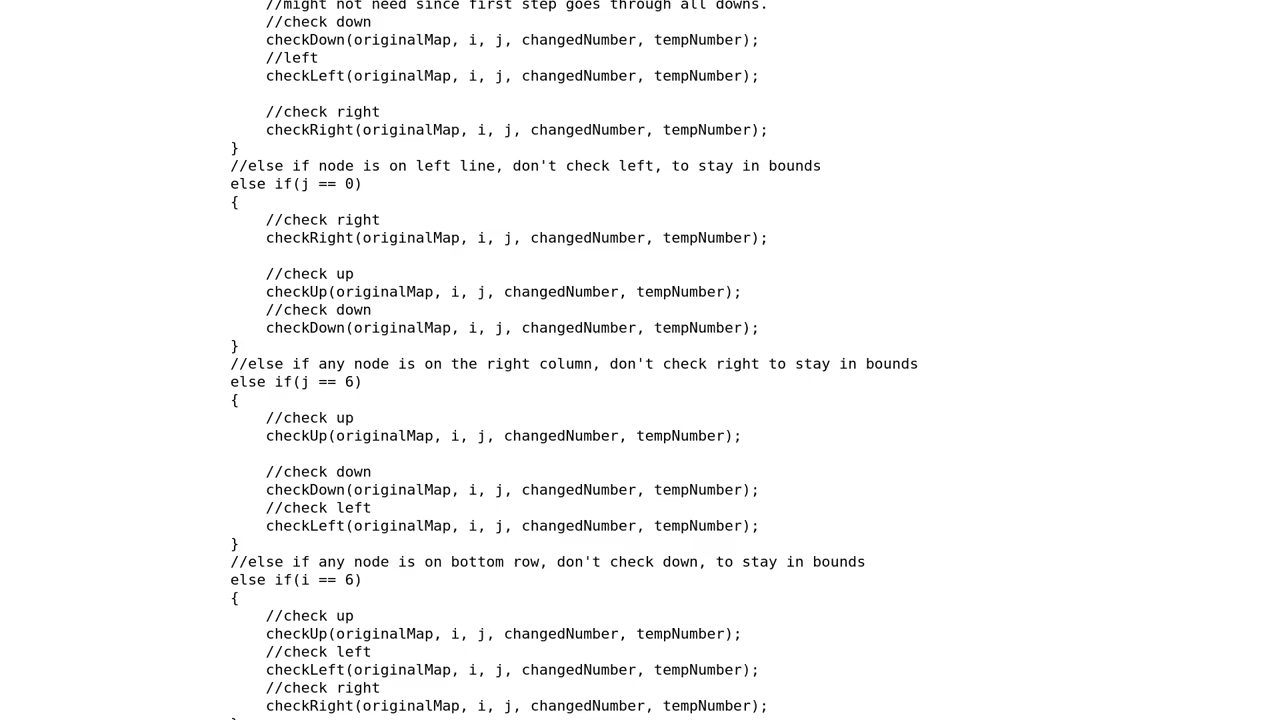 //might not need since first step goes through all downs.
//check down
checkDown(originalMap, i, j, changedNumber, tempNumber);
//left
checkLeft(originalMap, i, j, changedNumber, tempNumber);
//check right
checkRight(originalMap, i, j, changedNumber, tempNumber);
}
//else if node is on left line, don't check left, to stay in bounds
else if(j == 0)
{
//check right
checkRight(originalMap, i, j, changedNumber, tempNumber);
//check up
checkUp(originalMap, i, j, changedNumber, tempNumber);
//check down
checkDown(originalMap, i, j, changedNumber, tempNumber);
}
//else if any node is on the right column, don't check right to stay in bounds
else if(j == 6)
{
//check up
checkUp(originalMap, i, j, changedNumber, tempNumber);
//check down
checkDown(originalMap, i, j, changedNumber, tempNumber);
//check left
checkLeft(originalMap, i, j, changedNumber, tempNumber);
}
//else if any node is on bottom row, don't check down, to stay in bounds
else if(i == 6)
{
//check up
checkUp(originalMap, i, j, changedNumber, tempNumber);
//check left
checkLeft(originalMap, i, j, changedNumber, tempNumber);
//check right
checkRight(originalMap, i, j, changedNumber, tempNumber);